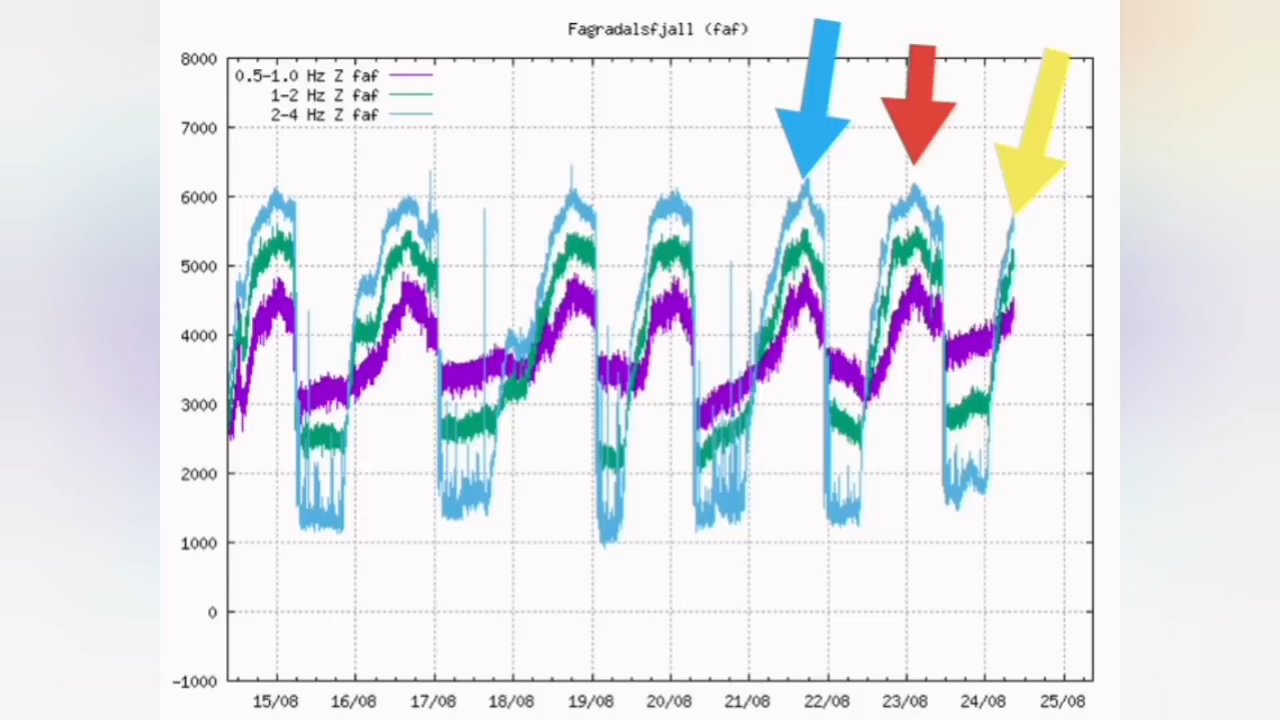 Fagradalsfjall (faf)
8000
0.5-1.0 Hz Z faf
1-2 Hz Z faf
2-4 Hz Z faf
7000
6000
5000
4000
3000
2000
1000
0
-1000
15/08 16/08 17/08 18/08 19/08 20/08 21/08 22/08 23/08 24/08 25/08